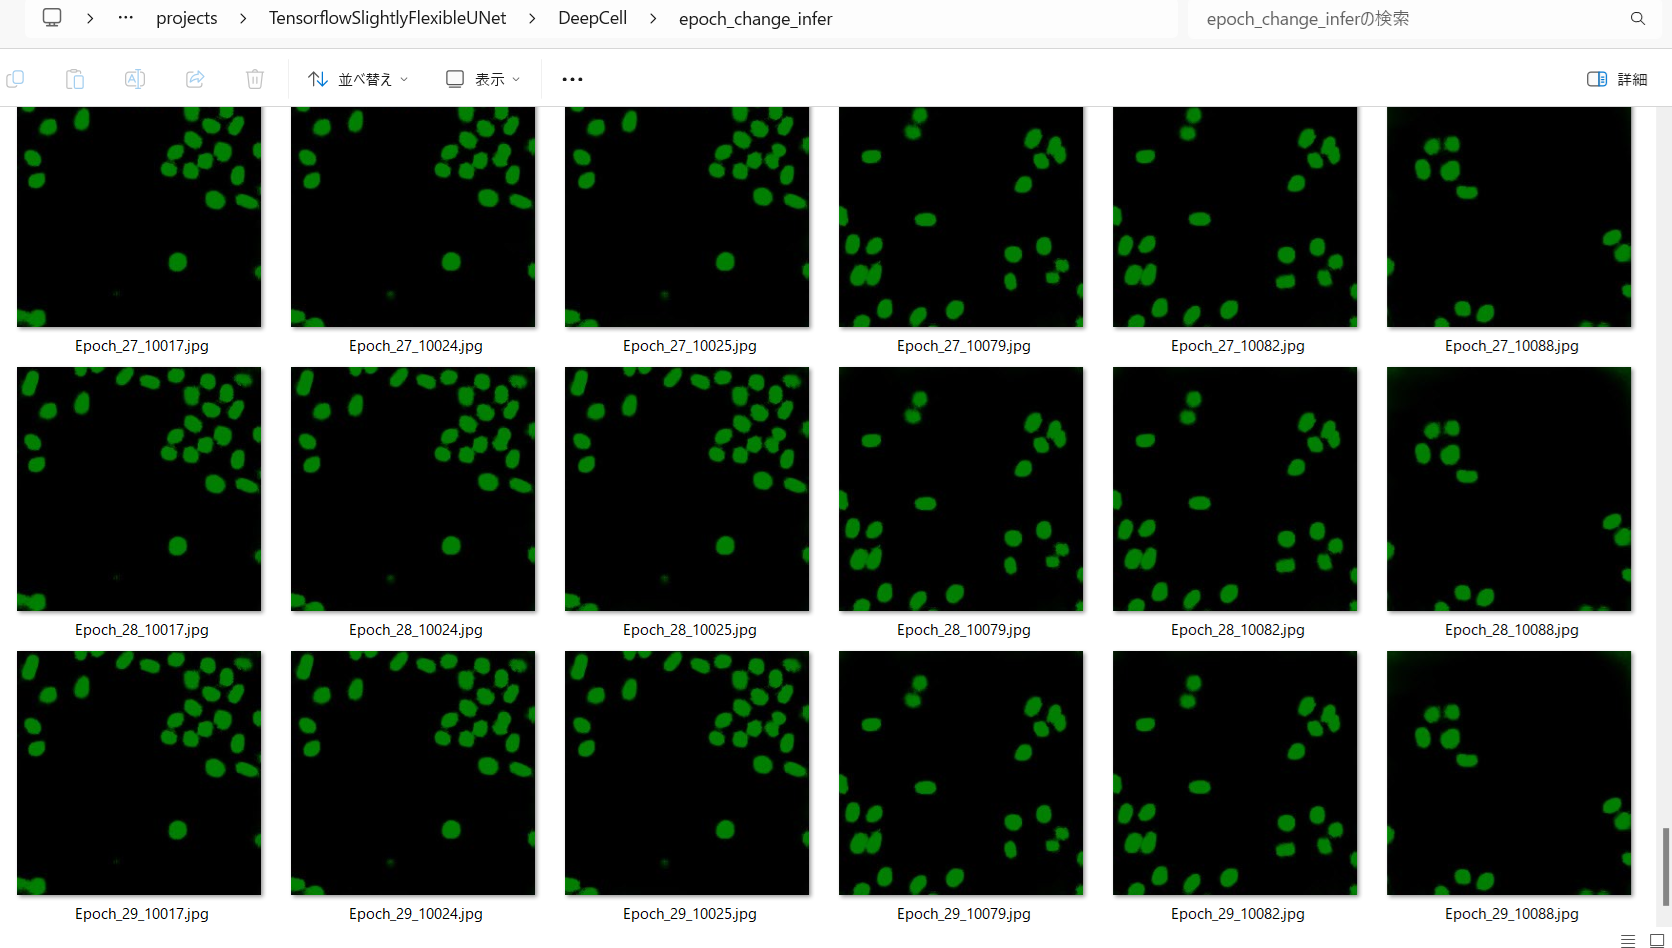 projects > TensorflowSlightlyFlexibleUNet > DeepCell > epoch_change_infer
epoch_change_inferの検索
並べ替え
表示
詳細
Epoch_27_10017.jpg
Epoch_27_10024.jpg
Epoch_27_10025.jpg
Epoch_27_10079.jpg
Epoch_27_10082.jpg
Epoch_27_10088.jpg
Epoch_28_10017.jpg
Epoch_28_10024.jpg
Epoch_28_10025.jpg
Epoch_28_10079.jpg
Epoch_28_10082.jpg
Epoch_28_10088.jpg
Epoch_29_10017.jpg
Epoch_29_10024.jpg
Epoch_29_10025.jpg
Epoch_29_10079.jpg
Epoch_29_10082.jpg
Epoch_29_10088.jpg